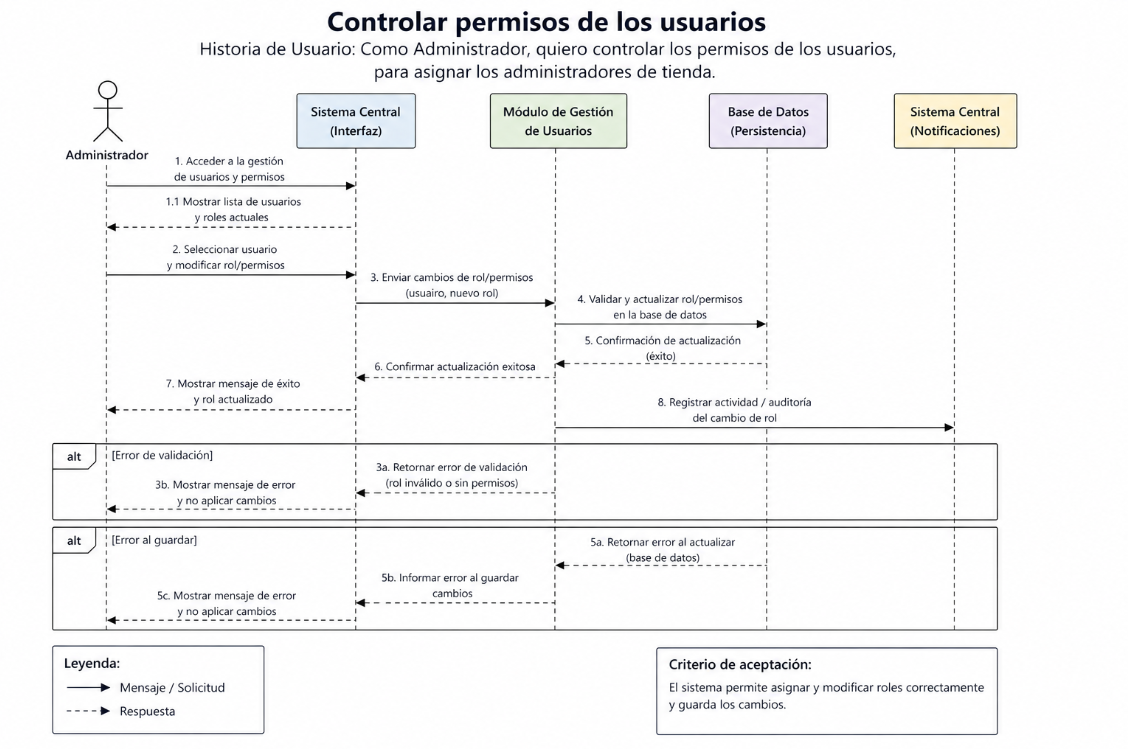 Controlar permisos de los usuarios
Historia de Usuario: Como Administrador, quiero controlar los permisos de los usuarios,
para asignar los administradores de tienda.
Administrador
Sistema Central
(Interfaz)
Módulo de Gestión
de Usuarios
Base de Datos
(Persistencia)
Sistema Central
(Notificaciones)
1. Acceder a la gestión
de usuarios y permisos
1.1 Mostrar lista de usuarios
y roles actuales
2. Seleccionar usuario
y modificar rol/permisos
3. Enviar cambios de rol/permisos
(usuairo, nuevo rol)
4. Validar y actualizar rol/permisos
en la base de datos
5. Confirmación de actualización
(éxito)
6. Confirmar actualización exitosa
7. Mostrar mensaje de éxito
y rol actualizado
8. Registrar actividad / auditoría
del cambio de rol
alt
[Error de validación]
3a. Retornar error de validación
(rol inválido o sin permisos)
3b. Mostrar mensaje de error
y no aplicar cambios
alt
[Error al guardar]
5a. Retornar error al actualizar
(base de datos)
5b. Informar error al guardar
cambios
5c. Mostrar mensaje de error
y no aplicar cambios
Leyenda:
Mensaje / Solicitud
Respuesta
Criterio de aceptación:
El sistema permite asignar y modificar roles correctamente
y guarda los cambios.